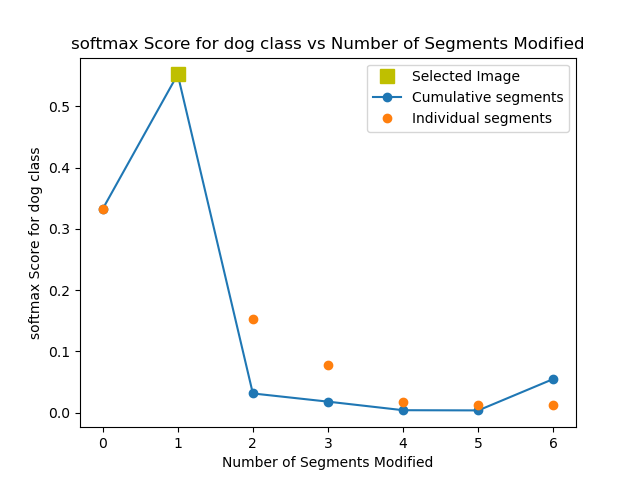 softmax Score for dog class vs Number of Segments Modified
Selected Image
Cumulative segments
Individual segments
softmax Score for dog class
0.5
0.4
0.3
0.2
0.1
0.0
0 1 2 3 4 5 6
Number of Segments Modified